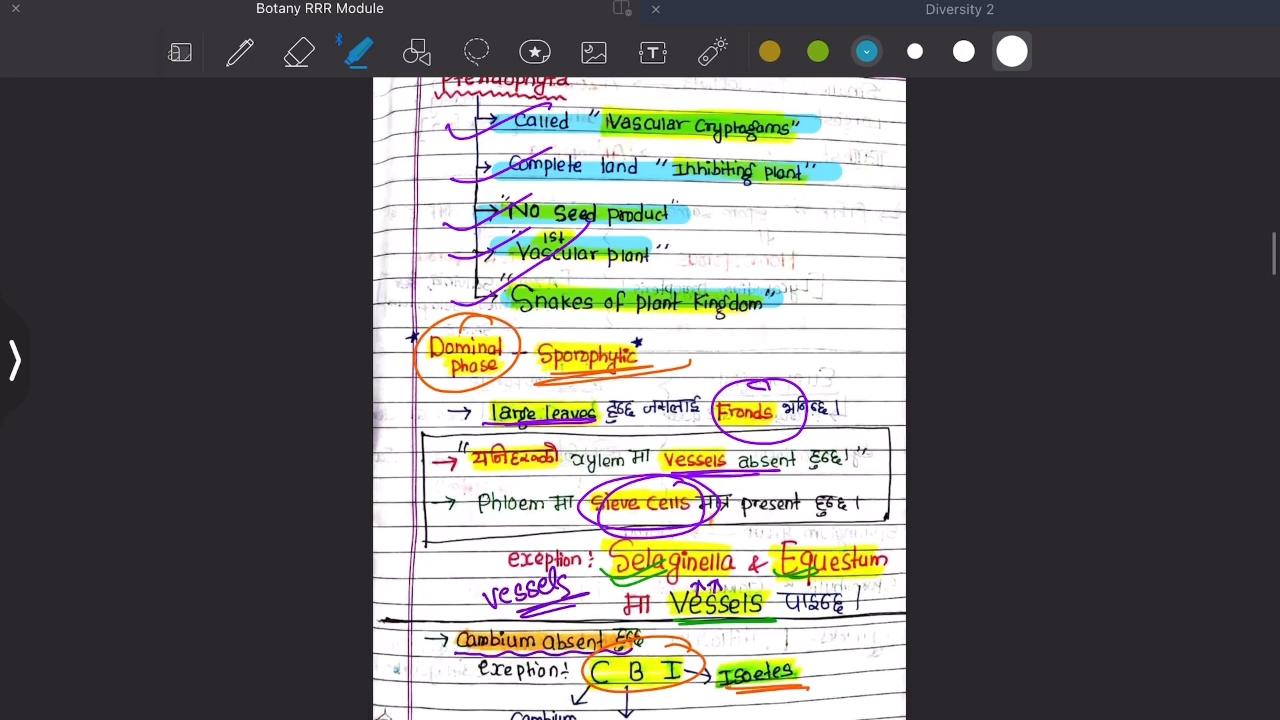 Botany RRR Module
Diversity 2
Pteridophyta
→ Called "Vascular Cryptogams"
→ Complete land "Inhibiting plant"
→ "No seed product"
→ "1st Vascular plant"
→ "Snakes of plant kingdom"
* Dominal phase - Sporophytic *
→ large leaves हुन्छ जसलाई Fronds भनिन्छ।
→ "यिनीहरूको xylem मा vessels absent हुन्छ।"
→ Phloem मा Sieve cells मात्र present हुन्छ।
exeption: Selaginella & Equestum
vessels
मा Vessels पाइन्छ।
→ Cambium absent हुन्छ
exeption: C B I → Isoetes
Cambium